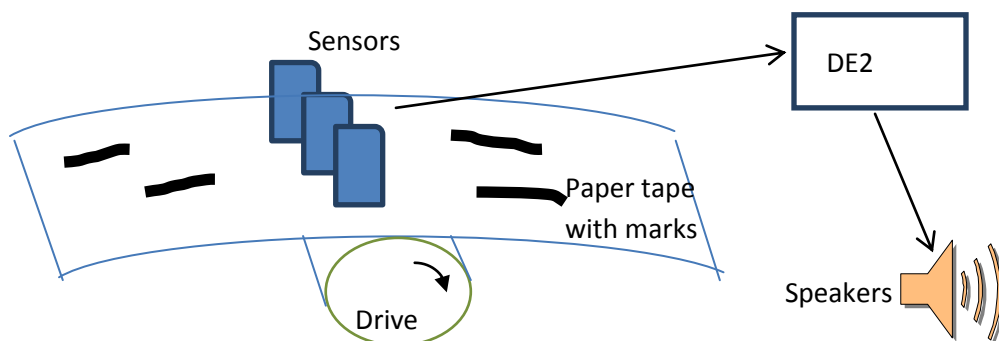 Sensors
DE2
Paper tape
with marks
Speakers
Drive